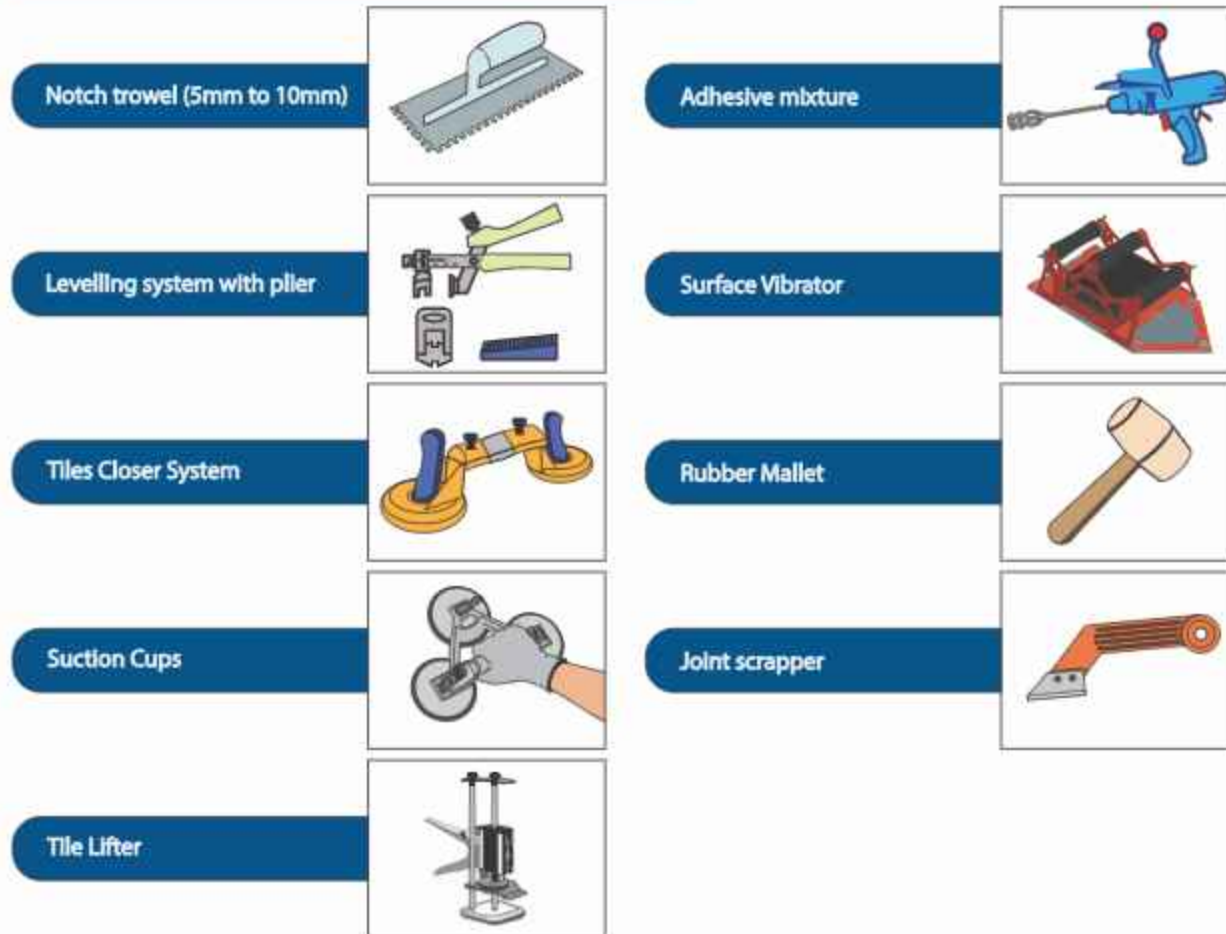 Notch trowel (5mm to 10mm)
Levelling system with plier
Tiles Closer System
Suction Cups
Tile Lifter
Adhesive mixture
Surface Vibrator
Rubber Mallet
Joint scrapper